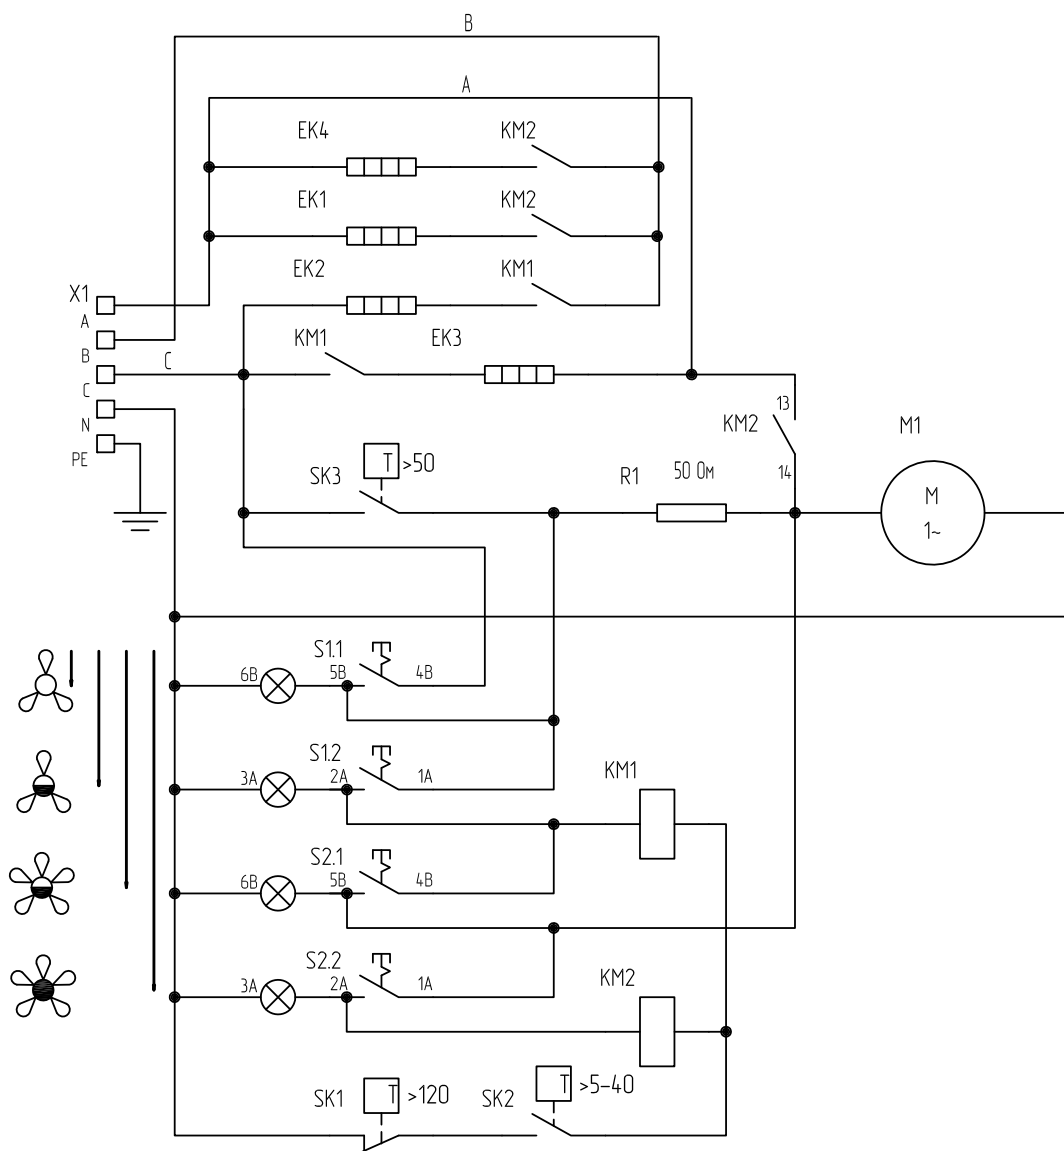 B
A
EK4 KM2
EK1 KM2
EK2 KM1
X1
A
KM1 EK3
B C
C
13
KM2 M1
N
PE T >50 14
SK3 R1 50 Ом
M
1~
S1.1
6B 5B 4B
S1.2
3A 2A 1A KM1
S2.1
6B 5B 4B
S2.2
3A 2A 1A KM2
SK1 T >120 SK2 T >5-40